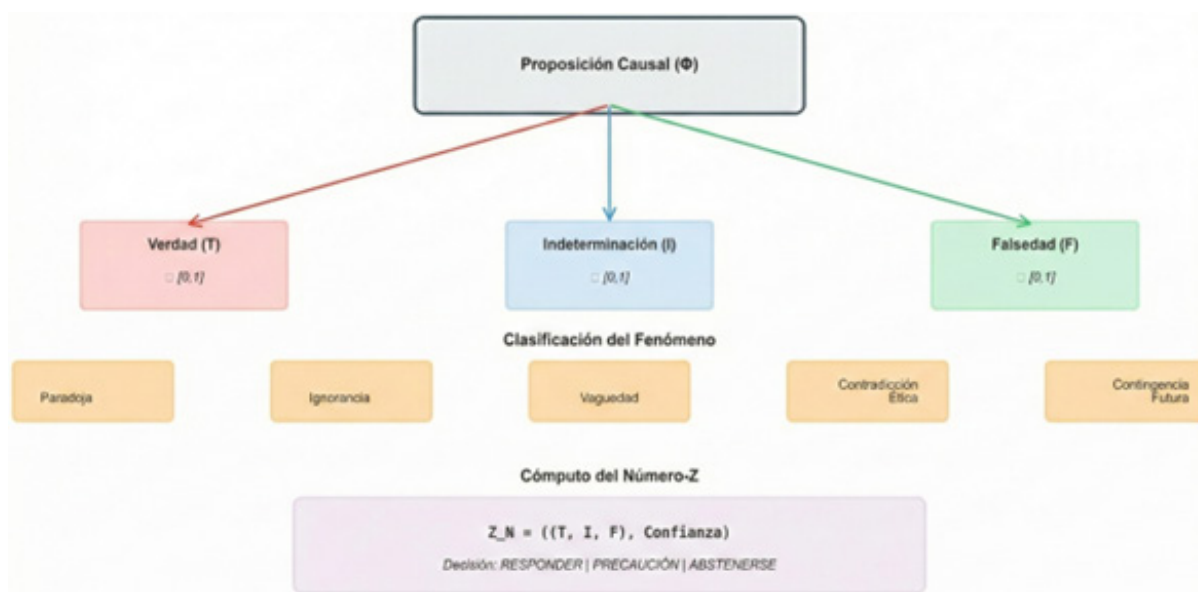 Proposición Causal (Φ)
Verdad (T)
Indeterminación (I)
Falsedad (F)
□ [0,1]
□ [0,1]
□ [0,1]
Clasificación del Fenómeno
Paradoja
Ignorancia
Vaguedad
Contradicción
Ética
Contingencia
Futura
Cómputo del Número-Z
Z_N = ((T, I, F), Confianza)
Decisión: RESPONDER | PRECAUCIÓN | ABSTENERSE